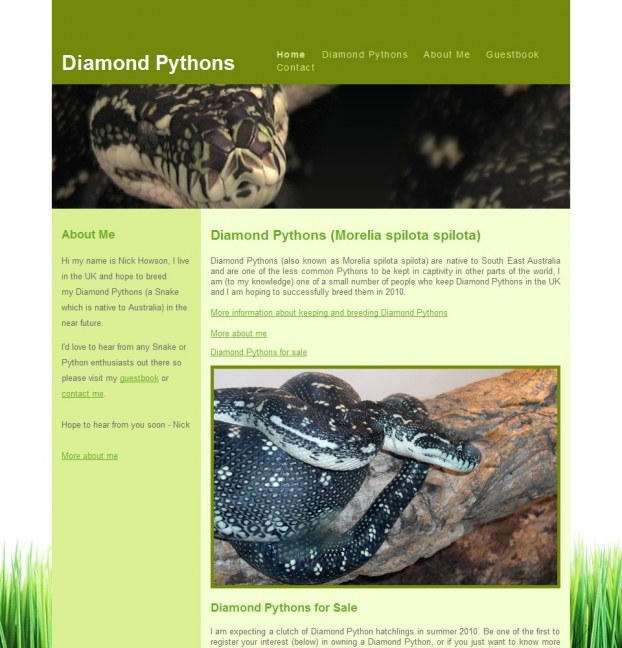 Diamond Pythons
Home Diamond Pythons About Me Guestbook
Contact
About Me
Hi my name is Nick Howson, I live
in the UK and hope to breed
my Diamond Pythons (a Snake
which is native to Australia) in the
near future.
I'd love to hear from any Snake or
Python enthusiasts out there so
please visit my guestbook or
contact me.
Hope to hear from you soon - Nick
More about me
Diamond Pythons (Morelia spilota spilota)
Diamond Pythons (also known as Morelia spilota spilota) are native to South East Australia
and are one of the less common Pythons to be kept in captivity in other parts of the world, I
am (to my knowledge) one of a small number of people who keep Diamond Pythons in the UK
and I am hoping to successfully breed them in 2010.
More information about keeping and breeding Diamond Pythons
More about me
Diamond Pythons for sale
Diamond Pythons for Sale
I am expecting a clutch of Diamond Python hatchlings in summer 2010. Be one of the first to
register your interest (below) in owning a Diamond Python, or if you just want to know more